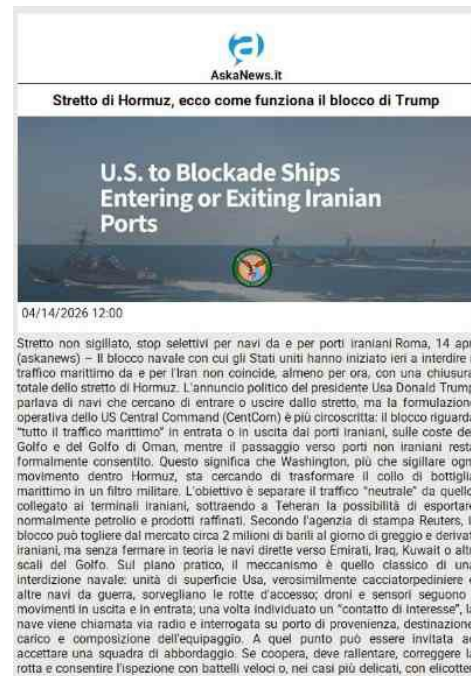 AskaNews.it
Stretto di Hormuz, ecco come funziona il blocco di Trump
U.S. to Blockade Ships
Entering or Exiting Iranian
Ports
04/14/2026 12:00
Stretto non sigillato, stop selettivi per navi da e per porti iraniani Roma, 14 apr
(askanews) – Il blocco navale con cui gli Stati uniti hanno iniziato ieri a interdire
traffico marittimo da e per l'Iran non coincide, almeno per ora, con una chiusura
totale dello stretto di Hormuz. L'annuncio politico del presidente Usa Donald Trump
parlava di navi che cercano di entrare o uscire dallo stretto, ma la formulazione
operativa dello US Central Command (CentCom) è più circoscritta: il blocco riguarda
"tutto il traffico marittimo" in entrata o in uscita dai porti iraniani, sulle coste del
Golfo e del Golfo di Oman, mentre il passaggio verso porti non iraniani resta
formalmente consentito. Questo significa che Washington, più che sigillare ogni
movimento dentro Hormuz, sta cercando di trasformare il collo di bottiglia
marittimo in un filtro militare. L'obiettivo è separare il traffico "neutrale" da quello
collegato ai terminali iraniani, sottraendo a Teheran la possibilità di esportare
normalmente petrolio e prodotti raffinati. Secondo l'agenzia di stampa Reuters, i
blocco può togliere dal mercato circa 2 milioni di barili al giorno di greggio e derivati
iraniani, ma senza fermare in teoria le navi dirette verso Emirati, Iraq, Kuwait o altri
scali del Golfo. Sul piano pratico, il meccanismo è quello classico di una
interdizione navale: unità di superficie Usa, verosimilmente cacciatorpediniere e
altre navi da guerra, sorvegliano le rotte d'accesso; droni e sensori seguono i
movimenti in uscita e in entrata; una volta individuato un "contatto di interesse", la
nave viene chiamata via radio e interrogata su porto di provenienza, destinazione,
carico e composizione dell'equipaggio. A quel punto può essere invitata ad
accettare una squadra di abbordaggio. Se coopera, deve rallentare, correggere la
rotta e consentire l'ispezione con battelli veloci o, nei casi più delicati, con elicotter